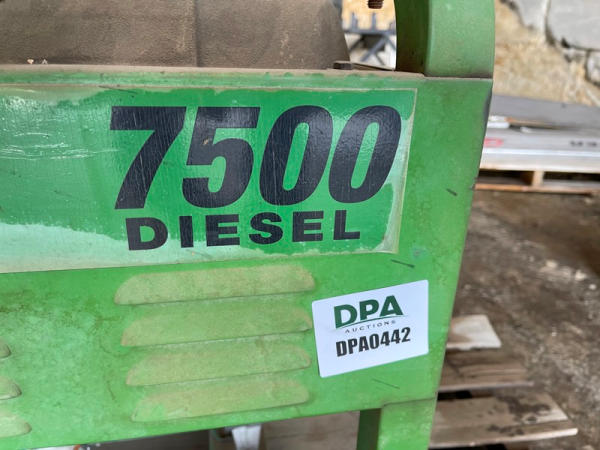 7500
DIESEL
DPA
AUCTIONS
DPA0442